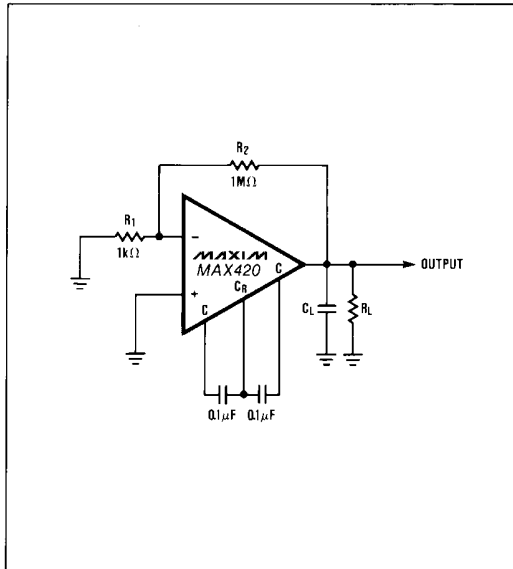 R2
1MΩ
R1
1kΩ
−
+
MAXIM
MAX420
C
CR
C
OUTPUT
CL
RL
0.1μF 0.1μF